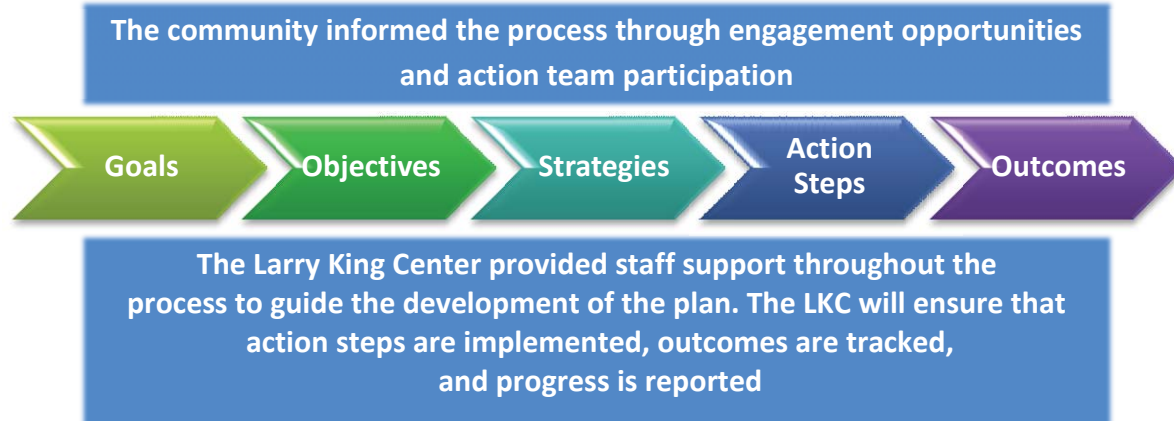 The community informed the process through engagement opportunities
and action team participation
Goals
Objectives
Strategies
Action
Steps
Outcomes
The Larry King Center provided staff support throughout the
process to guide the development of the plan. The LKC will ensure that
action steps are implemented, outcomes are tracked,
and progress is reported